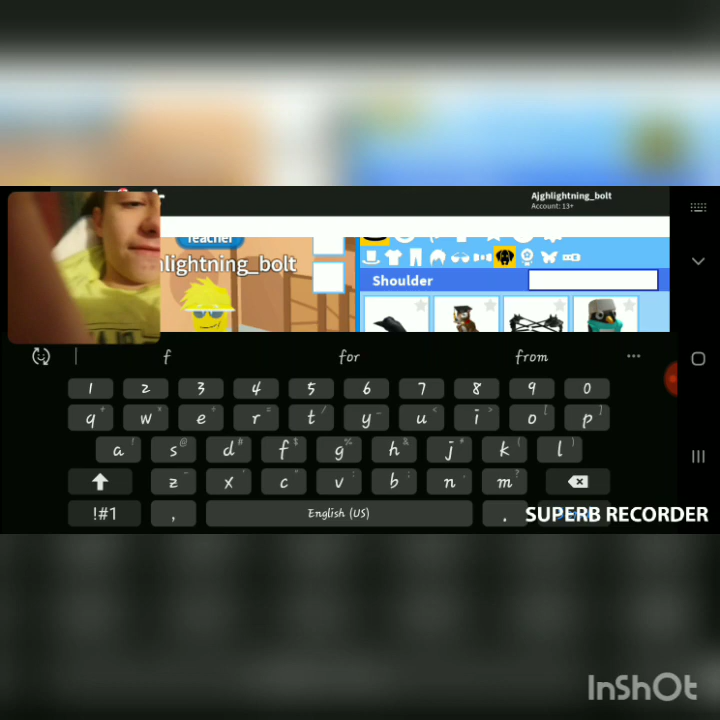 Ajghlightning_bolt
Account: 13+
Teacher
hlightning_bolt
Shoulder
f for from
1 2 3 4 5 6 7 8 9 0
q w e r t y u i o p
a s d f g h j k l
z x c v b n m
!#1 , English (US) .
SUPERB RECORDER
InShOt